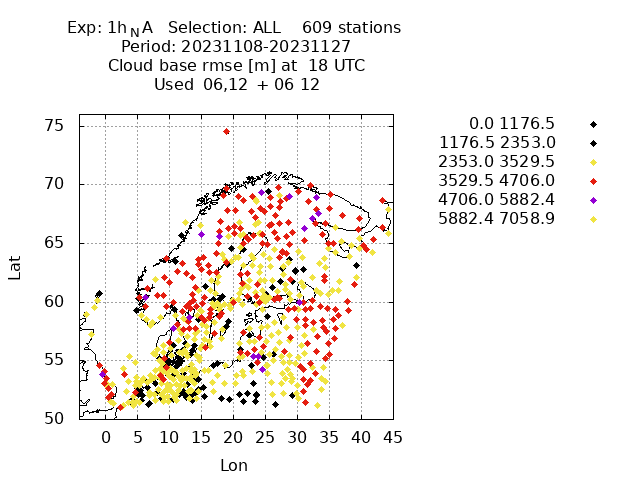 Exp: 1h_NA Selection: ALL 609 stations
Period: 20231108-20231127
Cloud base rmse [m] at 18 UTC
Used 06,12 + 06 12
0.0 1176.5
1176.5 2353.0
2353.0 3529.5
3529.5 4706.0
4706.0 5882.4
5882.4 7058.9
75
70
65
60
55
50
Lat
0 5 10 15 20 25 30 35 40 45
Lon